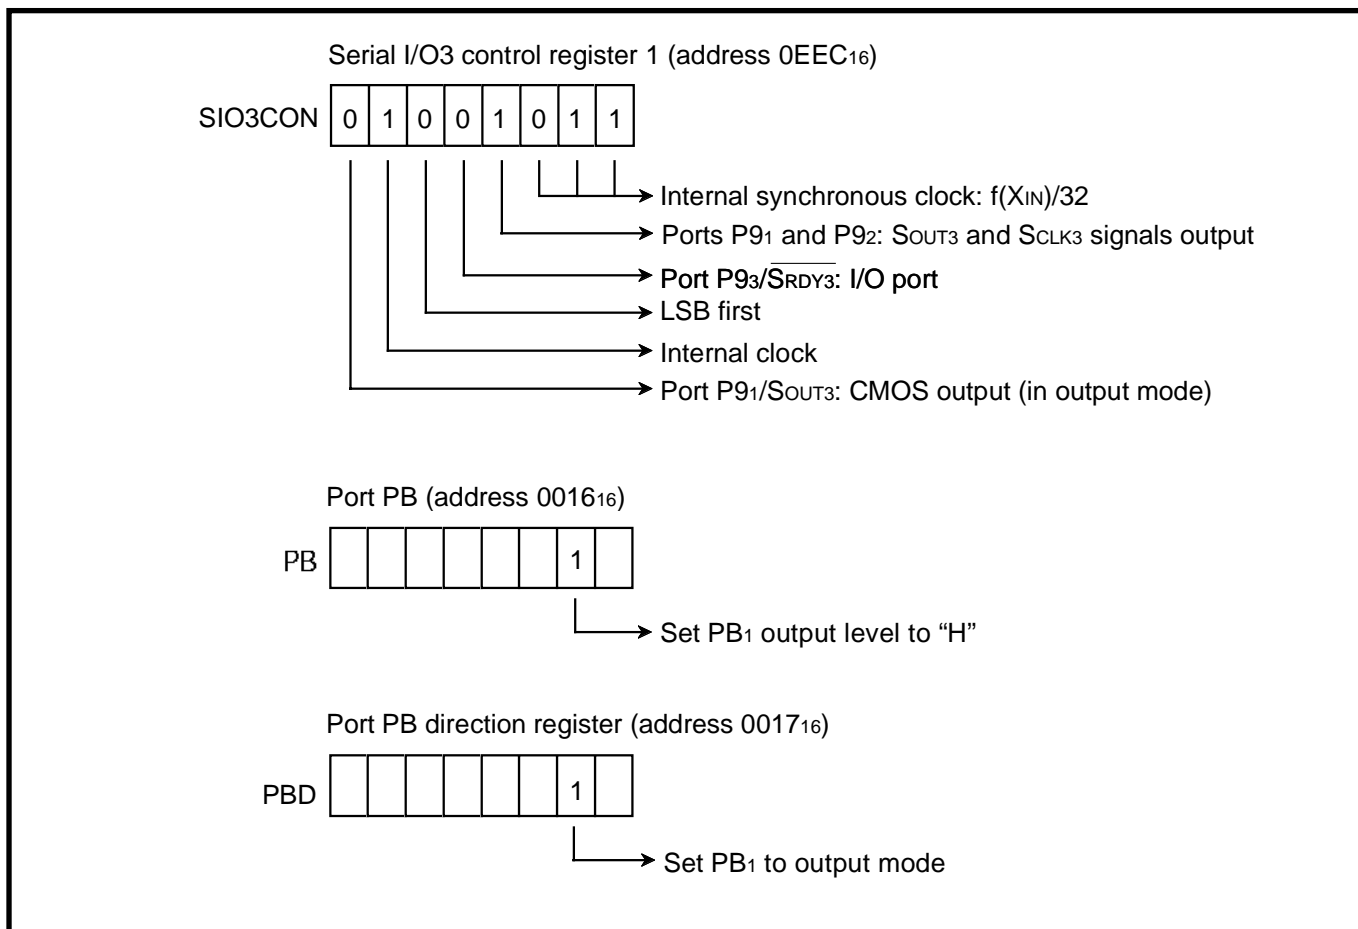 Serial I/O3 control register 1 (address 0EEC16)
SIO3CON 0 1 0 0 1 0 1 1
Internal synchronous clock: f(XIN)/32
Ports P91 and P92: SOUT3 and SCLK3 signals output
Port P93/S̅R̅D̅Y̅3̅: I/O port
LSB first
Internal clock
Port P91/SOUT3: CMOS output (in output mode)
Port PB (address 001616)
PB 1
Set PB1 output level to “H”
Port PB direction register (address 001716)
PBD 1
Set PB1 to output mode